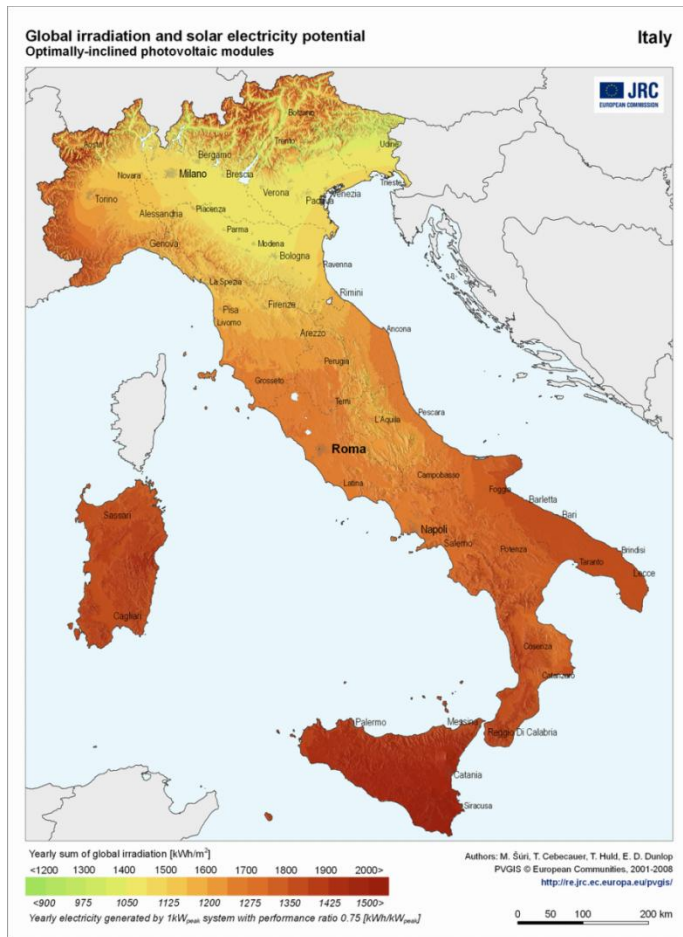 Global irradiation and solar electricity potential
Optimally-inclined photovoltaic modules
Italy
JRC
EUROPEAN COMMISSION
Bolzano
Aosta
Trento
Udine
Bergamo
Novara
Milano
Brescia
Trieste
Verona
Venezia
Padova
Torino
Piacenza
Alessandria
Parma
Modena
Genova
Bologna
Ravenna
La Spezia
Rimini
Firenze
Pisa
Livorno
Ancona
Arezzo
Perugia
Grosseto
Terni
Pescara
L'Aquila
Roma
Campobasso
Latina
Foggia
Barletta
Bari
Sassari
Napoli
Salerno
Potenza
Brindisi
Taranto
Lecce
Cagliari
Cosenza
Catanzaro
Palermo
Messina
Reggio Di Calabria
Catania
Siracusa
Yearly sum of global irradiation [kWh/m²]
<1200 1300 1400 1500 1600 1700 1800 1900 2000>
<900 975 1050 1125 1200 1275 1350 1425 1500>
Yearly electricity generated by 1kWpeak system with performance ratio 0.75 [kWh/kWpeak]
Authors: M. Šúri, T. Cebecauer, T. Huld, E. D. Dunlop
PVGIS © European Communities, 2001-2008
http://re.jrc.ec.europa.eu/pvgis/
0 50 100 200 km